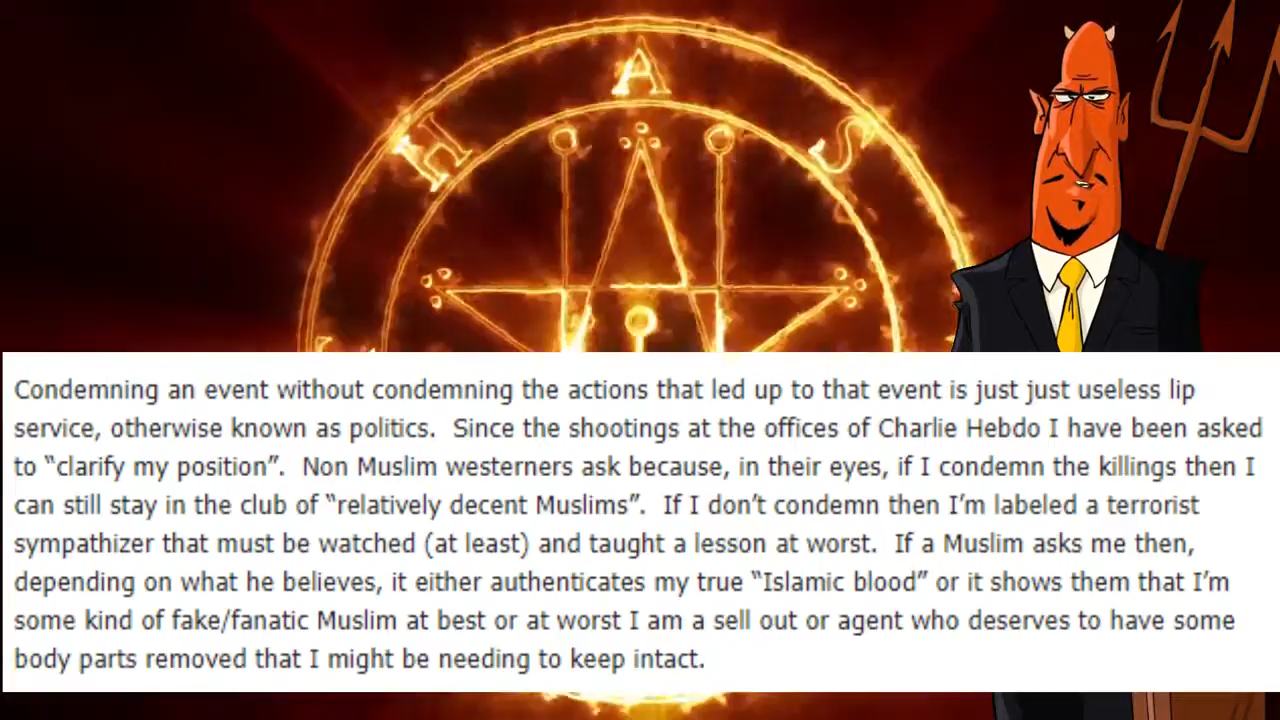 A
H
S
Condemning an event without condemning the actions that led up to that event is just just useless lip
service, otherwise known as politics.  Since the shootings at the offices of Charlie Hebdo I have been asked
to “clarify my position”.  Non Muslim westerners ask because, in their eyes, if I condemn the killings then I
can still stay in the club of “relatively decent Muslims”.  If I don’t condemn then I’m labeled a terrorist
sympathizer that must be watched (at least) and taught a lesson at worst.  If a Muslim asks me then,
depending on what he believes, it either authenticates my true “Islamic blood” or it shows them that I’m
some kind of fake/fanatic Muslim at best or at worst I am a sell out or agent who deserves to have some
body parts removed that I might be needing to keep intact.